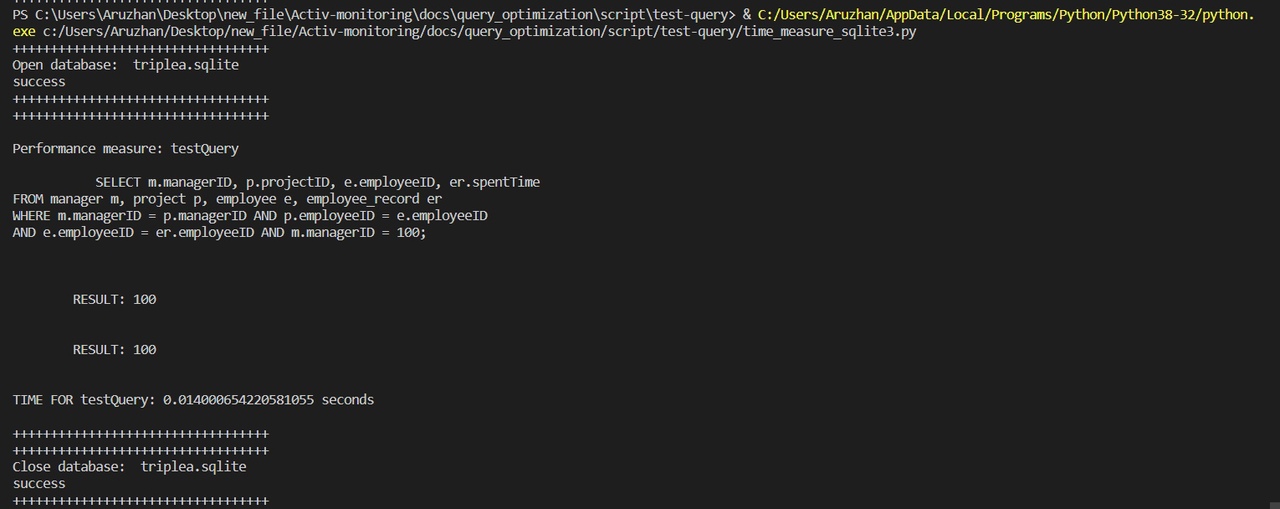 ++++++++++++++++++++++++++++++++++
PS C:\Users\Aruzhan\Desktop\new_file\Activ-monitoring\docs\query_optimization\script\test-query> & C:/Users/Aruzhan/AppData/Local/Programs/Python/Python38-32/python.
exe c:/Users/Aruzhan/Desktop/new_file/Activ-monitoring/docs/query_optimization/script/test-query/time_measure_sqlite3.py
++++++++++++++++++++++++++++++++++
Open database:  triplea.sqlite
success
++++++++++++++++++++++++++++++++++
++++++++++++++++++++++++++++++++++
Performance measure: testQuery
SELECT m.managerID, p.projectID, e.employeeID, er.spentTime
FROM manager m, project p, employee e, employee_record er
WHERE m.managerID = p.managerID AND p.employeeID = e.employeeID
AND e.employeeID = er.employeeID AND m.managerID = 100;
RESULT: 100
RESULT: 100
TIME FOR testQuery: 0.014000654220581055 seconds
++++++++++++++++++++++++++++++++++
++++++++++++++++++++++++++++++++++
Close database:  triplea.sqlite
success
++++++++++++++++++++++++++++++++++